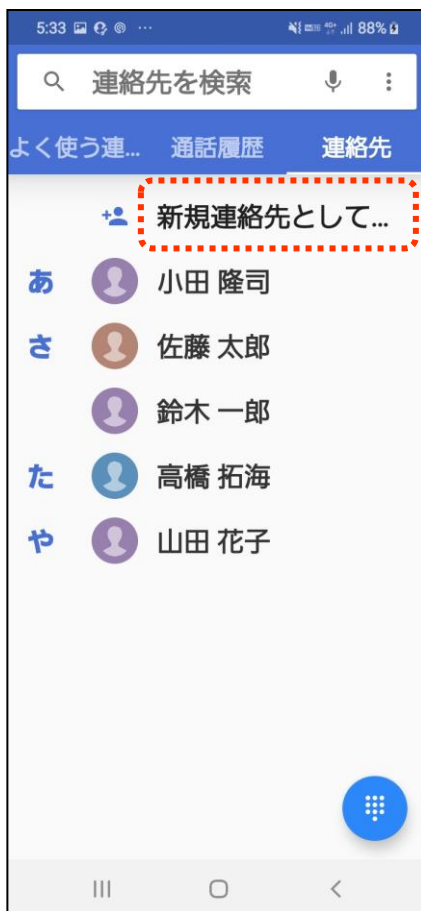 5:33 ... 88%
連絡先を検索
よく使う連... 通話履歴 連絡先
新規連絡先として...
あ 小田 隆司
さ 佐藤 太郎
鈴木 一郎
た 高橋 拓海
や 山田 花子